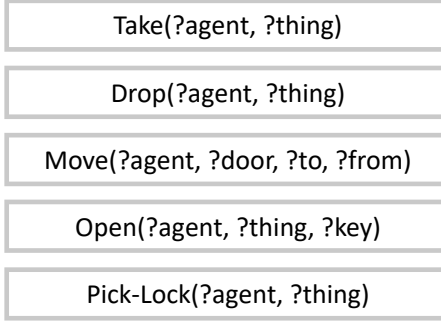 Take(?agent, ?thing)
Drop(?agent, ?thing)
Move(?agent, ?door, ?to, ?from)
Open(?agent, ?thing, ?key)
Pick-Lock(?agent, ?thing)